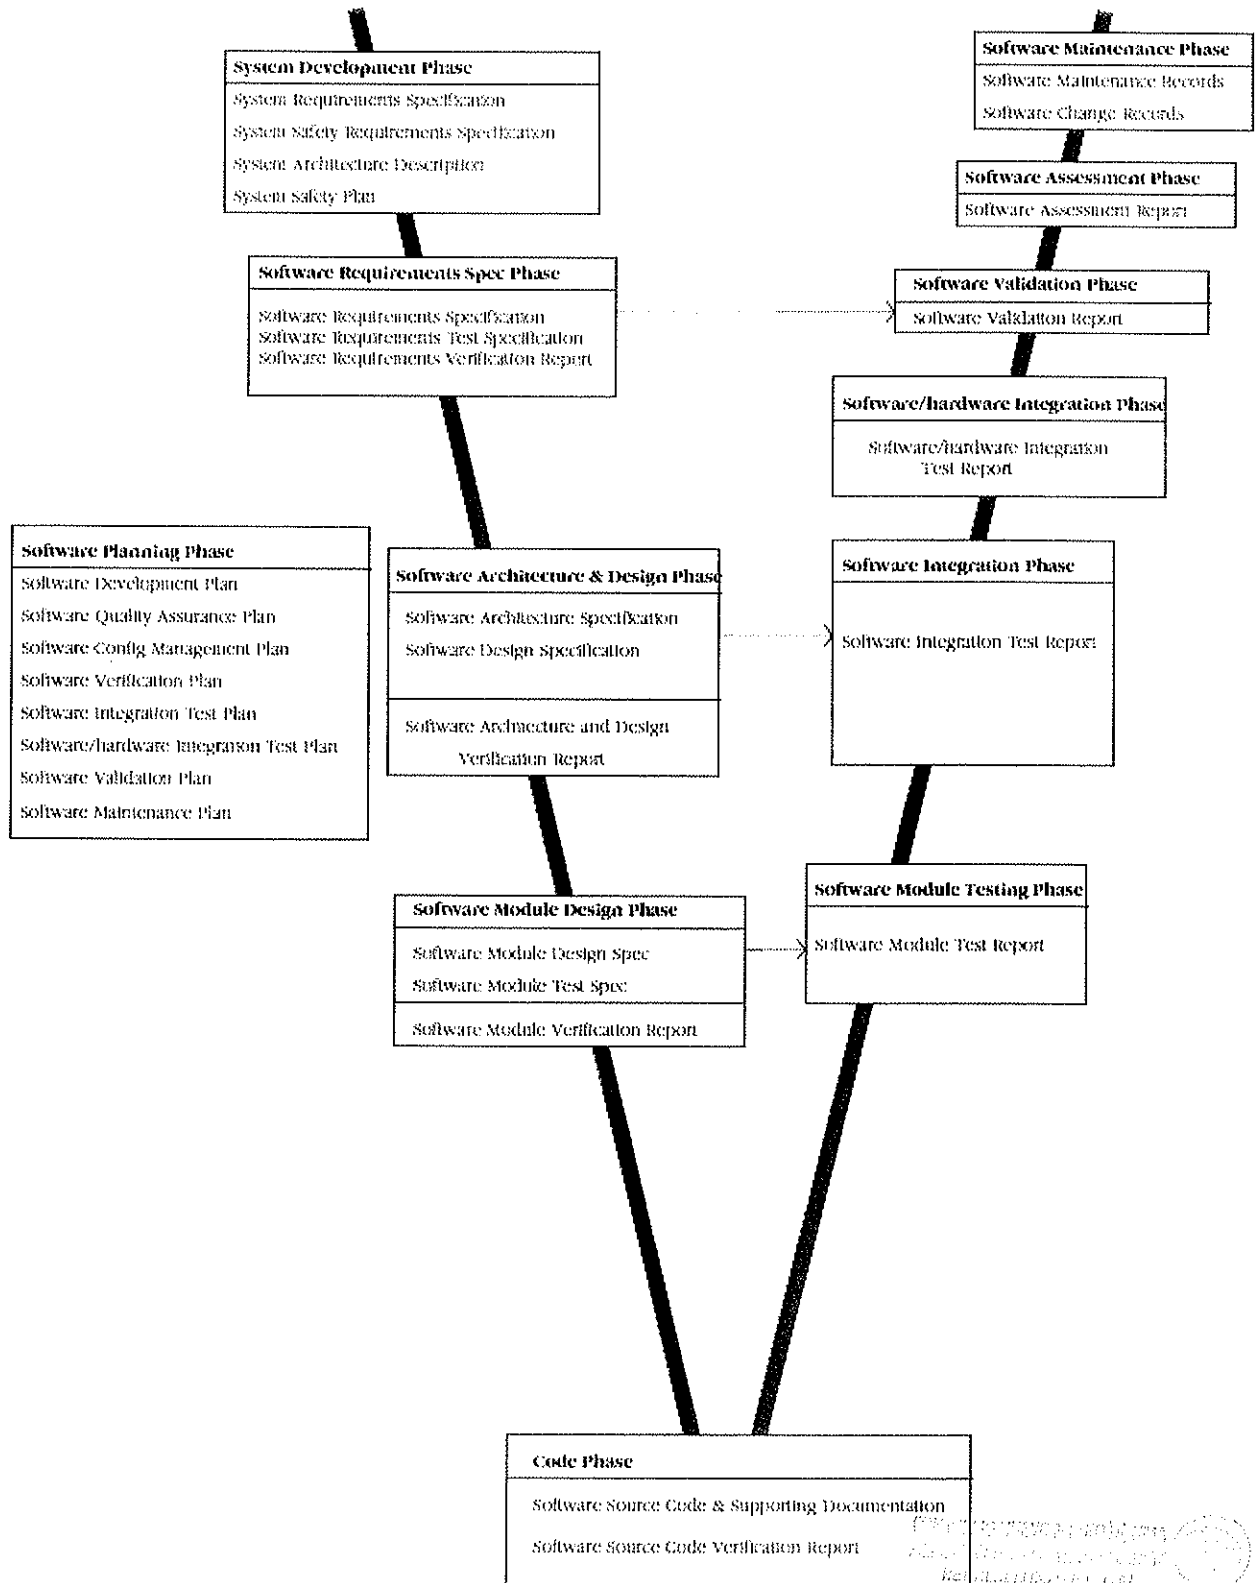 System Development Phase
System Requirements Specification
System Safety Requirements Specification
System Architecture Description
System Safety Plan
Software Requirements Spec Phase
Software Requirements Specification
Software Requirements Test Specification
Software Requirements Verification Report
Software Planning Phase
Software Development Plan
Software Quality Assurance Plan
Software Config Management Plan
Software Verification Plan
Software Integration Test Plan
Software/hardware Integration Test Plan
Software Validation Plan
Software Maintenance Plan
Software Architecture & Design Phase
Software Architecture Specification
Software Design Specification
Software Architecture and Design
Verification Report
Software Module Design Phase
Software Module Design Spec
Software Module Test Spec
Software Module Verification Report
Code Phase
Software Source Code & Supporting Documentation
Software Source Code Verification Report
Software Module Testing Phase
Software Module Test Report
Software Integration Phase
Software Integration Test Report
Software/hardware Integration Phase
Software/hardware Integration
Test Report
Software Validation Phase
Software Validation Report
Software Assessment Phase
Software Assessment Report
Software Maintenance Phase
Software Maintenance Records
Software Change Records